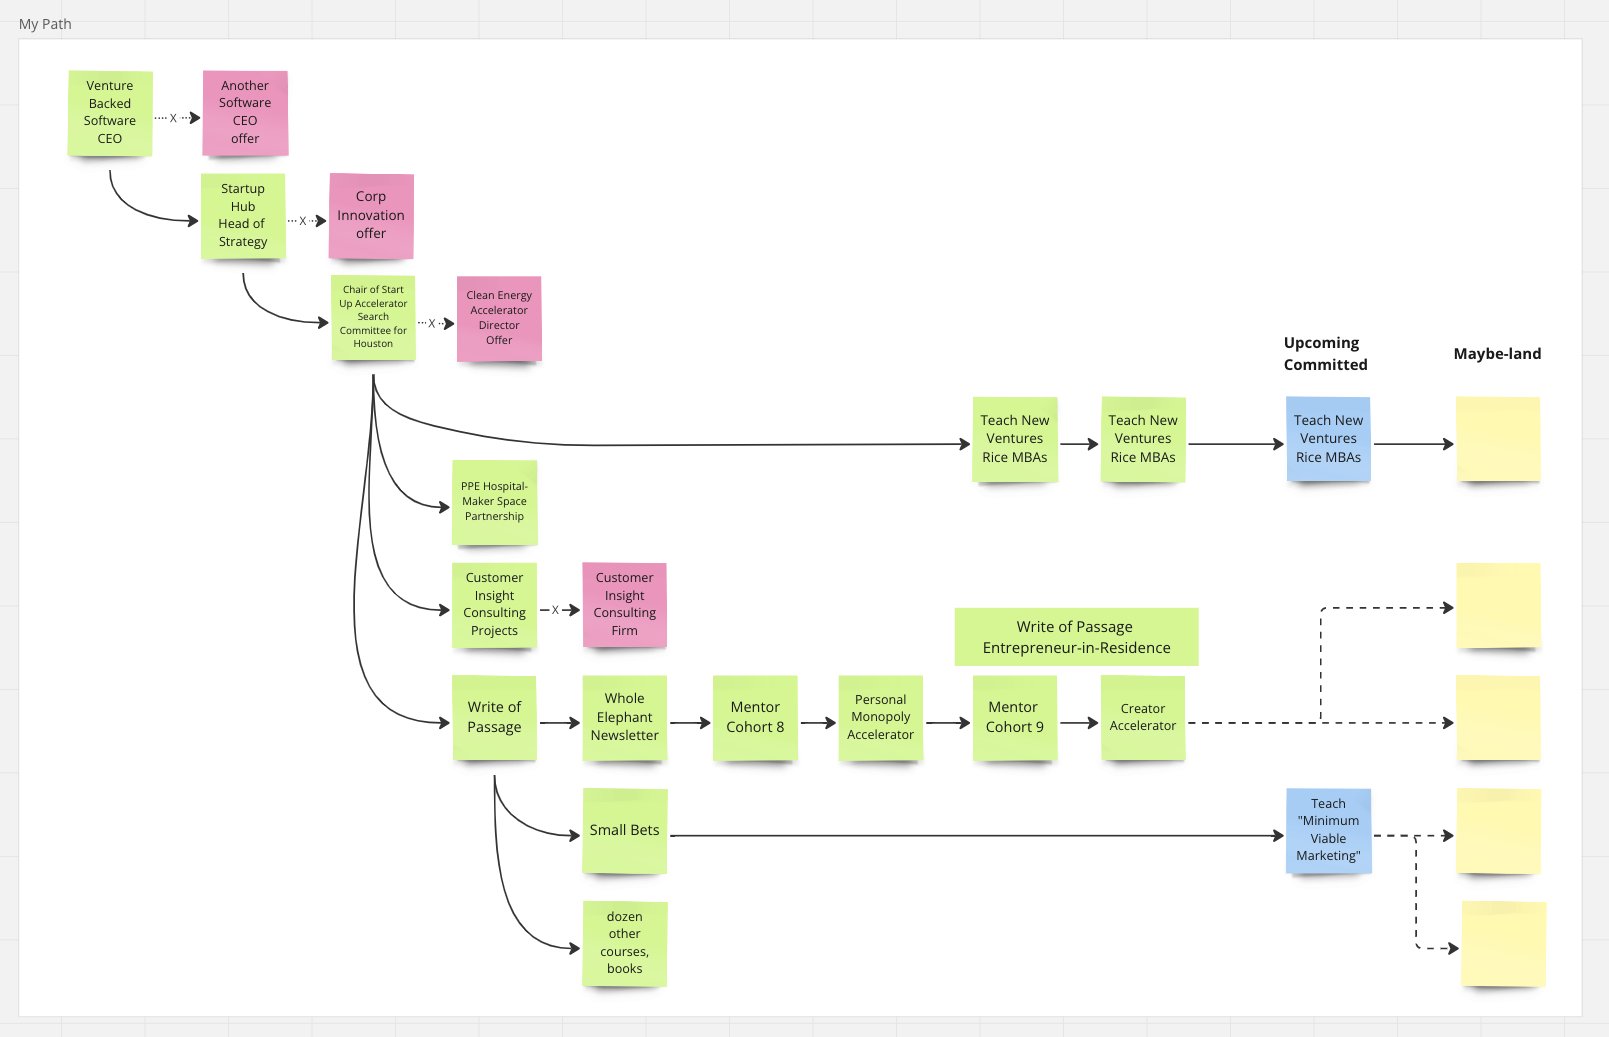 My Path
Venture
Backed
Software
CEO
X
Another
Software
CEO
offer
Startup
Hub
Head of
Strategy
X
Corp
Innovation
offer
Chair of Start
Up Accelerator
Search
Committee for
Houston
X
Clean Energy
Accelerator
Director
Offer
Upcoming
Committed
Maybe-land
Teach New
Ventures
Rice MBAs
Teach New
Ventures
Rice MBAs
Teach New
Ventures
Rice MBAs
PPE Hospital-
Maker Space
Partnership
Customer
Insight
Consulting
Projects
X
Customer
Insight
Consulting
Firm
Write of Passage
Entrepreneur-in-Residence
Write of
Passage
Whole
Elephant
Newsletter
Mentor
Cohort 8
Personal
Monopoly
Accelerator
Mentor
Cohort 9
Creator
Accelerator
Small Bets
Teach
"Minimum
Viable
Marketing"
dozen
other
courses,
books